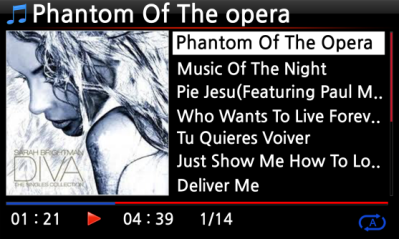 Phantom Of The opera
Phantom Of The Opera
Music Of The Night
Pie Jesu(Featuring Paul M..
Who Wants To Live Forev..
Tu Quieres Voiver
Just Show Me How To Lo..
Deliver Me
SARAH BRIGHTMAN
DIVA
THE SINGLES COLLECTION
01 : 21
04 : 39
1/14
A